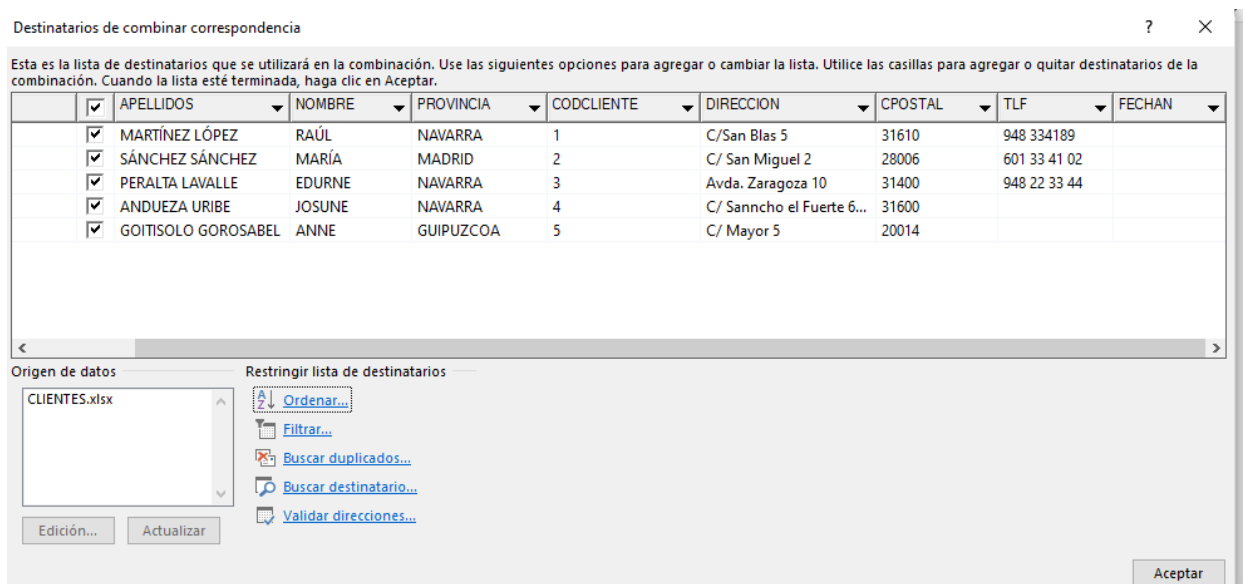 Destinatarios de combinar correspondencia ?
Esta es la lista de destinatarios que se utilizará en la combinación. Use las siguientes opciones para agregar o cambiar la lista. Utilice las casillas para agregar o quitar destinatarios de la
combinación. Cuando la lista esté terminada, haga clic en Aceptar.
APELLIDOS NOMBRE PROVINCIA CODCLIENTE DIRECCION CPOSTAL TLF FECHAN
MARTÍNEZ LÓPEZ RAÚL NAVARRA 1 C/San Blas 5 31610 948 334189
SÁNCHEZ SÁNCHEZ MARÍA MADRID 2 C/ San Miguel 2 28006 601 33 41 02
PERALTA LAVALLE EDURNE NAVARRA 3 Avda. Zaragoza 10 31400 948 22 33 44
ANDUEZA URIBE JOSUNE NAVARRA 4 C/ Sanncho el Fuerte 6... 31600
GOITISOLO GOROSABEL ANNE GUIPUZCOA 5 C/ Mayor 5 20014
Origen de datos Restringir lista de destinatarios
CLIENTES.xlsx
Ordenar...
Filtrar...
Buscar duplicados...
Buscar destinatario...
Validar direcciones...
Edición... Actualizar
Aceptar